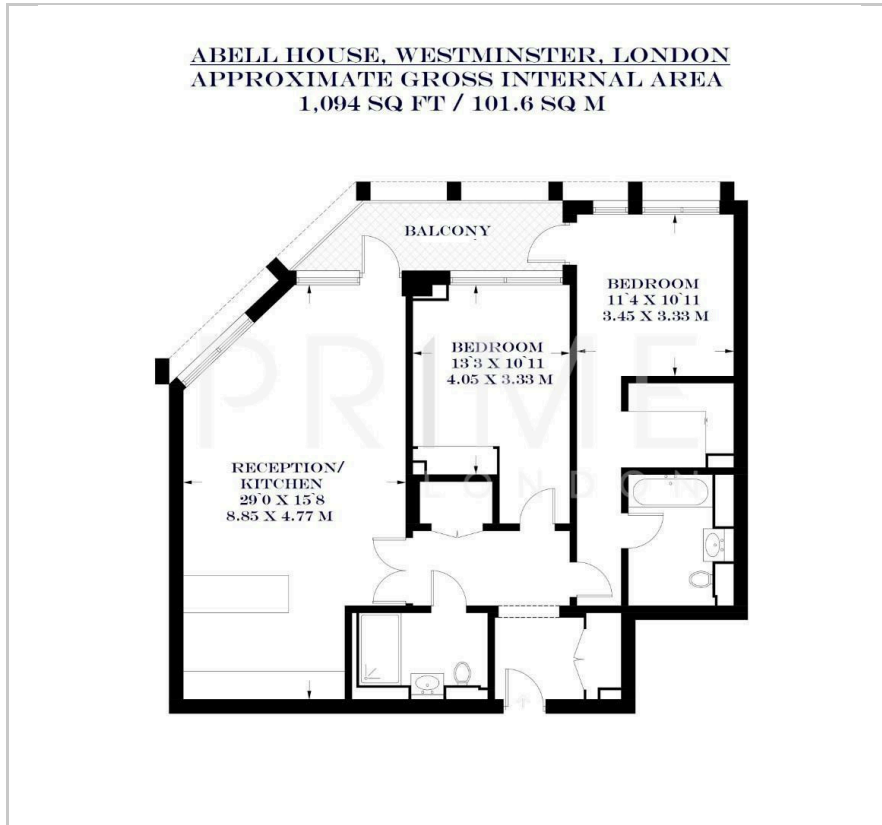 ABELL HOUSE, WESTMINSTER, LONDON
APPROXIMATE GROSS INTERNAL AREA
1,094 SQ FT / 101.6 SQ M
BALCONY
BEDROOM
11`4 X 10`11
3.45 X 3.33 M
BEDROOM
13`3 X 10`11
4.05 X 3.33 M
PRIME
LONDON
RECEPTION/
KITCHEN
29`0 X 15`8
8.85 X 4.77 M